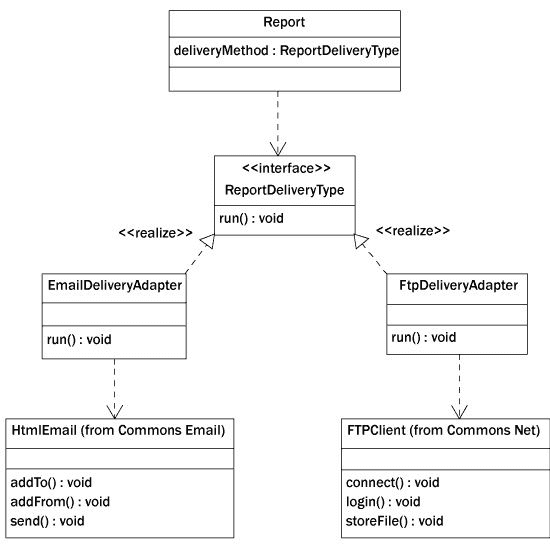 Report
deliveryMethod : ReportDeliveryType
<<interface>>
ReportDeliveryType
run() : void
<<realize>>
<<realize>>
EmailDeliveryAdapter
run() : void
FtpDeliveryAdapter
run() : void
HtmlEmail (from Commons Email)
addTo() : void
addFrom() : void
send() : void
FTPClient (from Commons Net)
connect() : void
login() : void
storeFile() : void